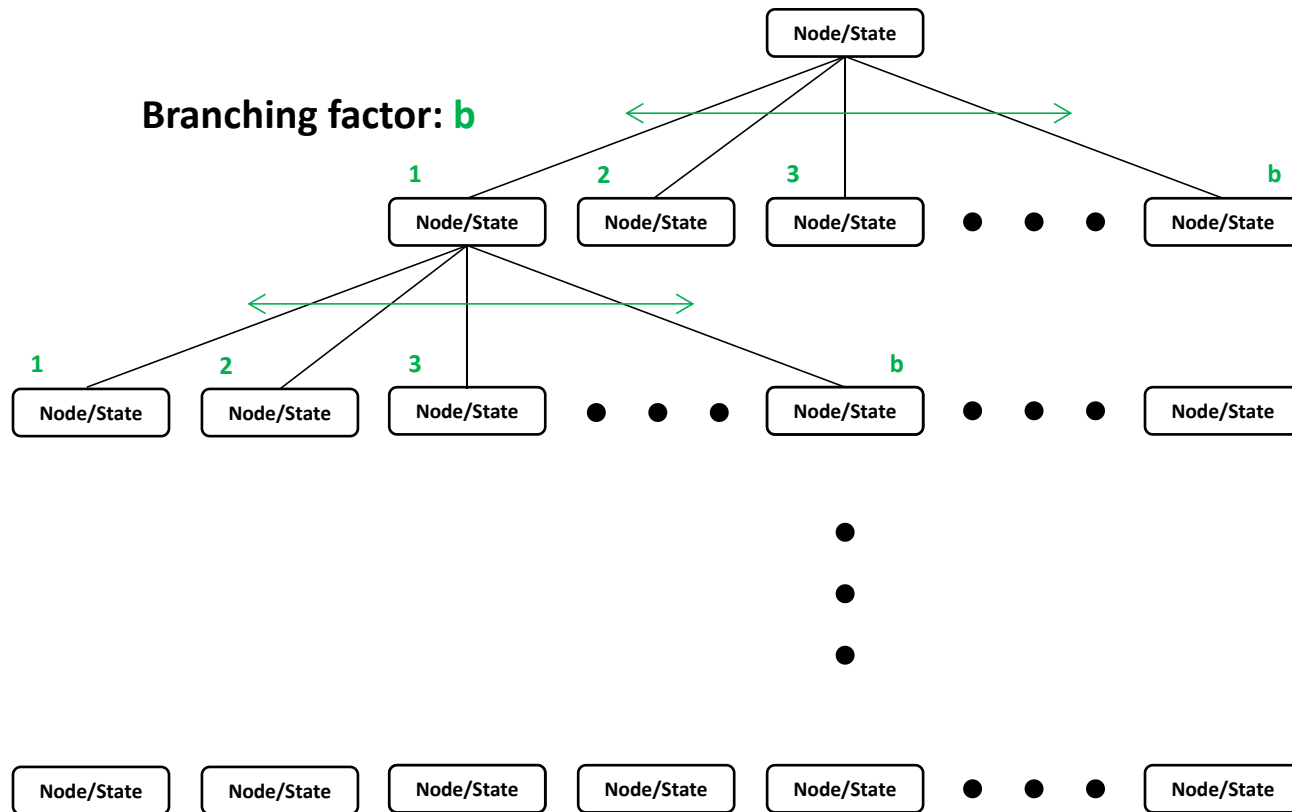 Node/State
Branching factor: b
1 2 3 b
Node/State Node/State Node/State Node/State
1 2 3 b
Node/State Node/State Node/State Node/State Node/State
Node/State Node/State Node/State Node/State Node/State Node/State